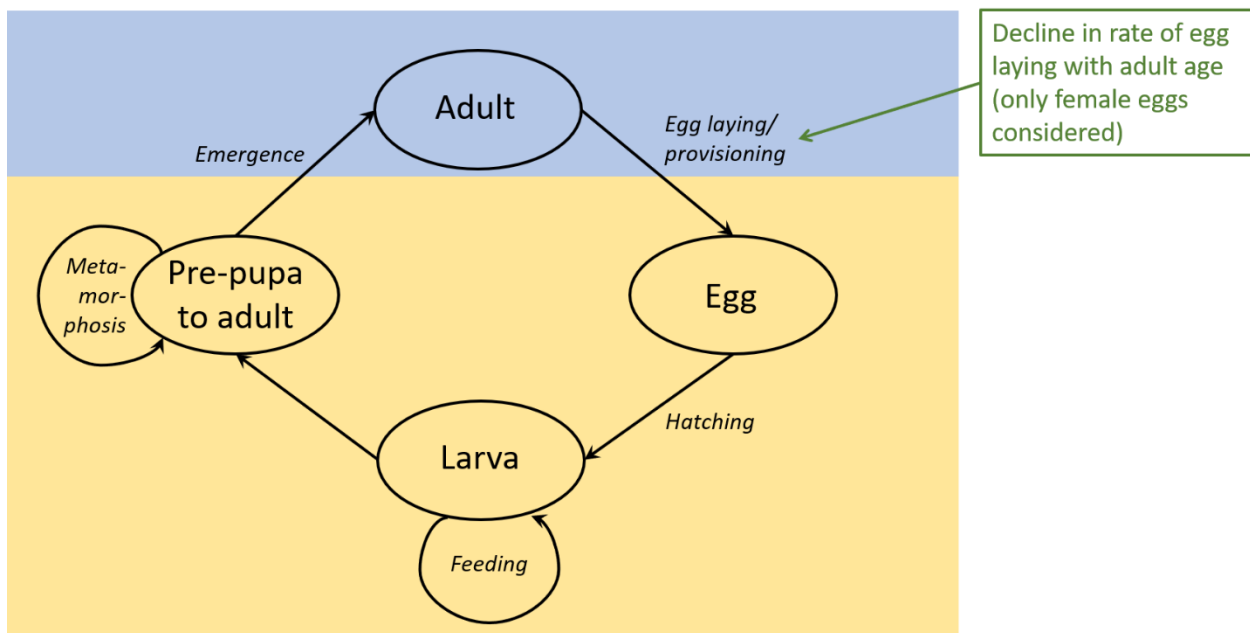 Decline in rate of egg
laying with adult age
(only female eggs
considered)
Adult
Egg laying/
provisioning
Emergence
Meta-
mor-
phosis
Pre-pupa
to adult
Egg
Hatching
Larva
Feeding